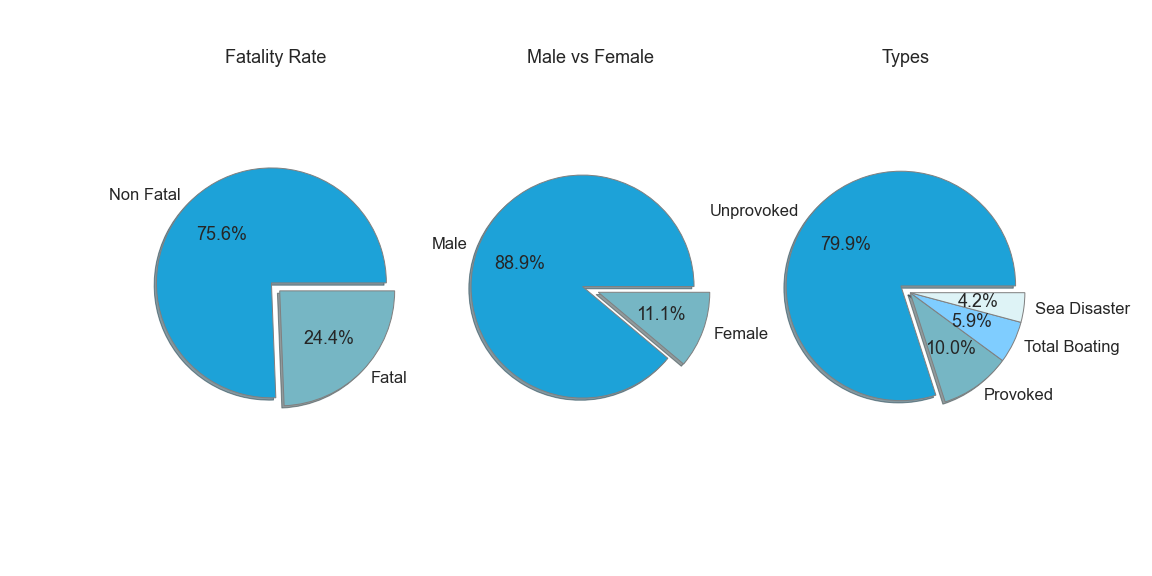 Fatality Rate
Non Fatal
75.6%
24.4%
Fatal
Male vs Female
Male
88.9%
11.1%
Female
Types
Unprovoked
79.9%
4.2%
Sea Disaster
5.9%
Total Boating
10.0%
Provoked